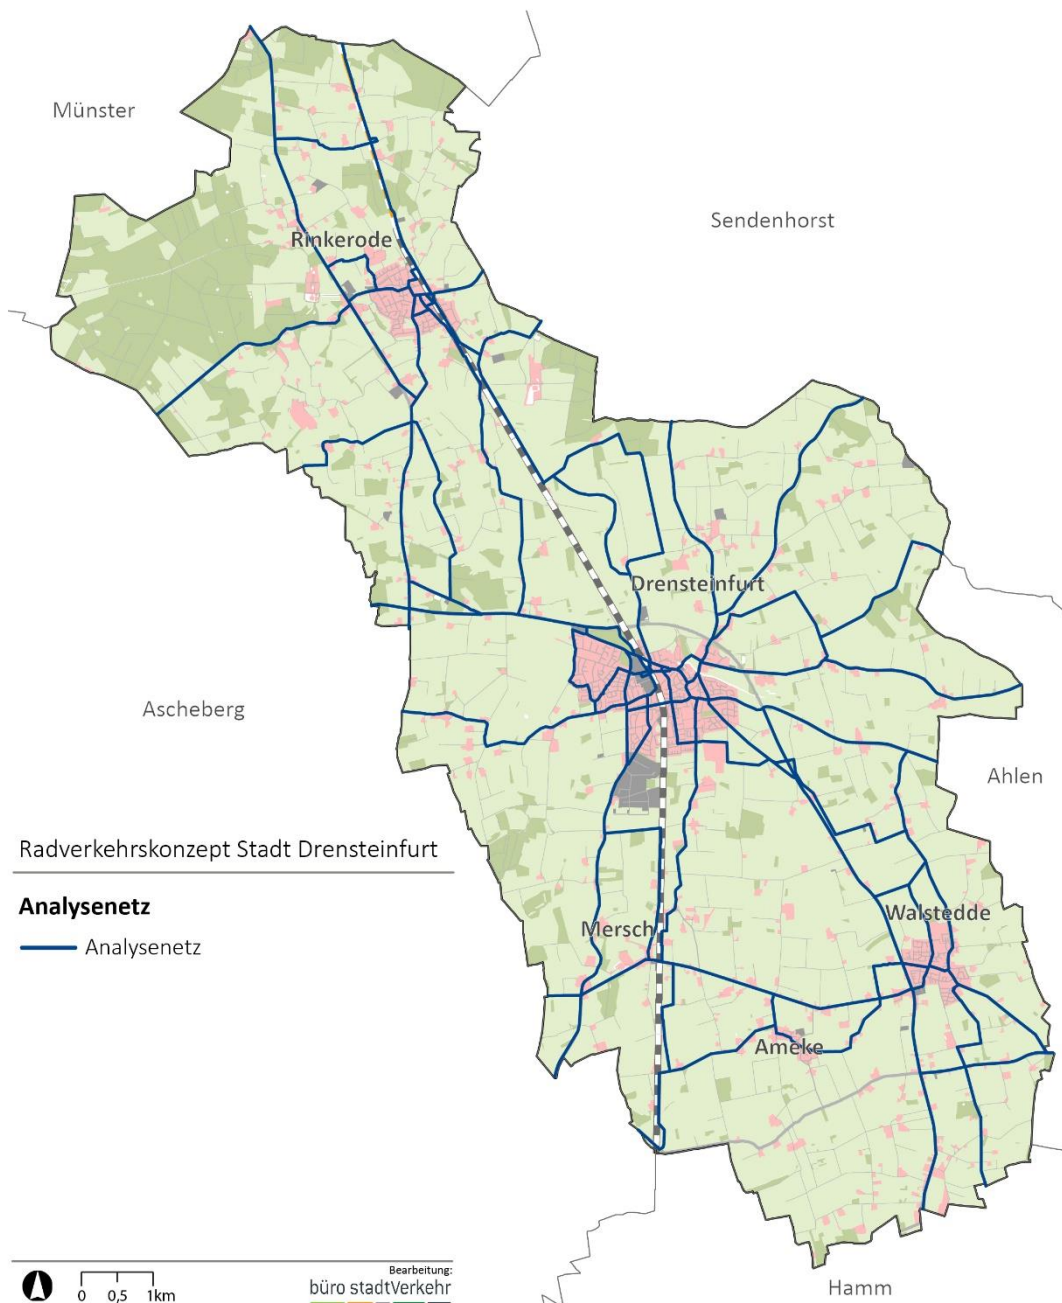 Münster
Sendenhorst
Rinkerode
Drensteinfurt
Ascheberg
Ahlen
Radverkehrskonzept Stadt Drensteinfurt
Analysenetz
Analysenetz
Walstedde
Mersch
Ameke
Hamm
0 0,5 1km
Bearbeitung:
büro stadtVerkehr